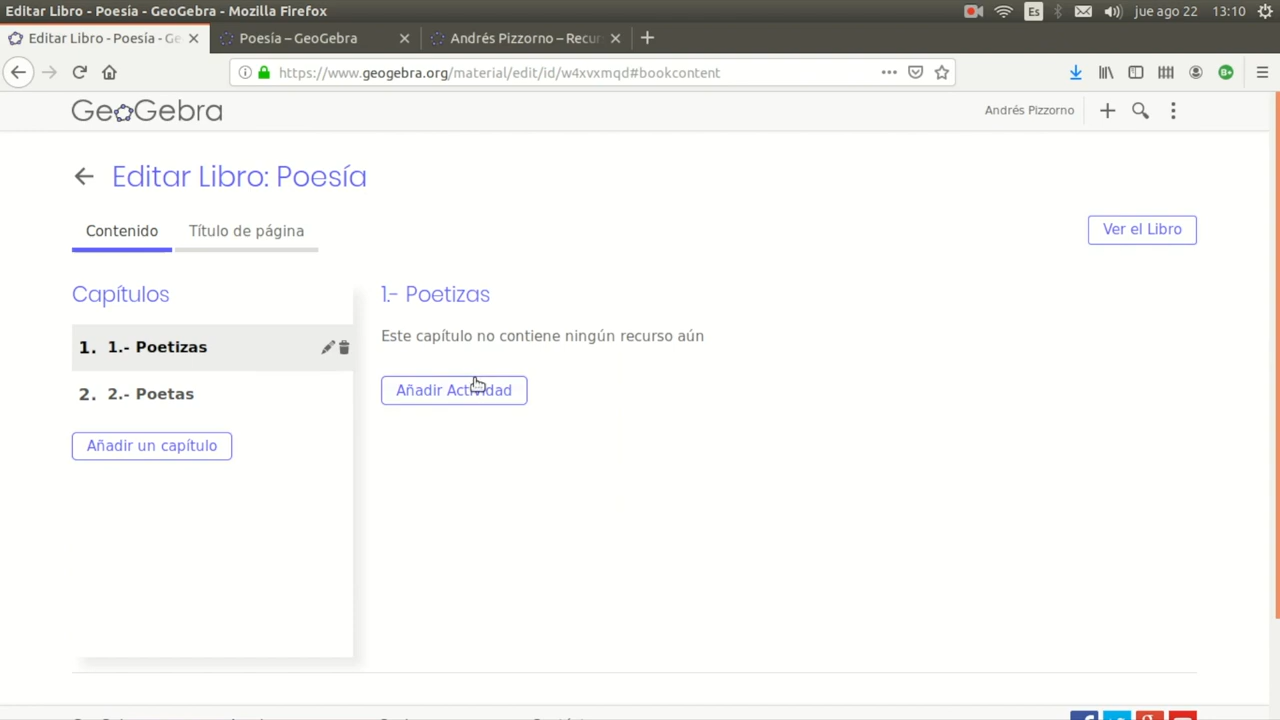 Editar Libro - Poesía - GeoGebra - Mozilla Firefox
Es
jue ago 22 13:10
Editar Libro - Poesía - Ge
Poesía – GeoGebra
Andrés Pizzorno – Recur
https://www.geogebra.org/material/edit/id/w4xvxmqd#bookcontent
GeoGebra
Andrés Pizzorno
Editar Libro: Poesía
Contenido
Título de página
Ver el Libro
Capítulos
1.- Poetizas
1. 1.- Poetizas
Este capítulo no contiene ningún recurso aún
Añadir Actividad
2. 2.- Poetas
Añadir un capítulo